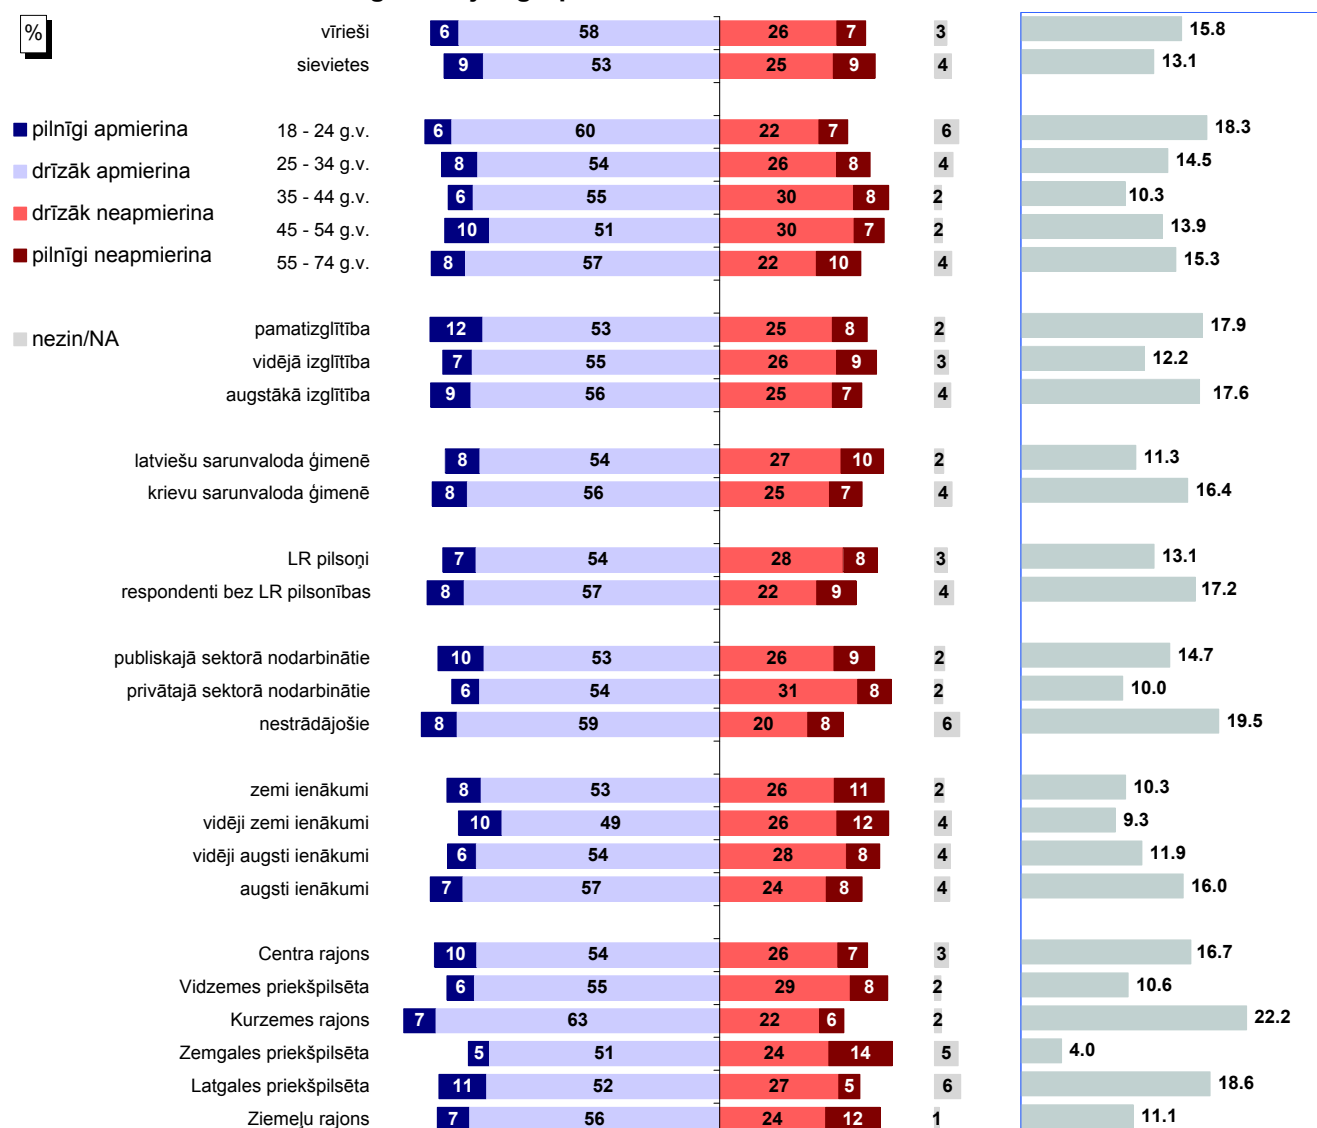 %
vīrieši 6 58 26 7 3 15.8
sievietes 9 53 25 9 4 13.1
pilnīgi apmierina
drīzāk apmierina
drīzāk neapmierina
pilnīgi neapmierina
nezin/NA
18 - 24 g.v. 6 60 22 7 6 18.3
25 - 34 g.v. 8 54 26 8 4 14.5
35 - 44 g.v. 6 55 30 8 2 10.3
45 - 54 g.v. 10 51 30 7 2 13.9
55 - 74 g.v. 8 57 22 10 4 15.3
pamatizglītība 12 53 25 8 2 17.9
vidējā izglītība 7 55 26 9 3 12.2
augstākā izglītība 9 56 25 7 4 17.6
latviešu sarunvaloda ģimenē 8 54 27 10 2 11.3
krievu sarunvaloda ģimenē 8 56 25 7 4 16.4
LR pilsoņi 7 54 28 8 3 13.1
respondenti bez LR pilsonības 8 57 22 9 4 17.2
publiskajā sektorā nodarbinātie 10 53 26 9 2 14.7
privātajā sektorā nodarbinātie 6 54 31 8 2 10.0
nestrādājošie 8 59 20 8 6 19.5
zemi ienākumi 8 53 26 11 2 10.3
vidēji zemi ienākumi 10 49 26 12 4 9.3
vidēji augsti ienākumi 6 54 28 8 4 11.9
augsti ienākumi 7 57 24 8 4 16.0
Centra rajons 10 54 26 7 3 16.7
Vidzemes priekšpilsēta 6 55 29 8 2 10.6
Kurzemes rajons 7 63 22 6 2 22.2
Zemgales priekšpilsēta 5 51 24 14 5 4.0
Latgales priekšpilsēta 11 52 27 5 6 18.6
Ziemeļu rajons 7 56 24 12 1 11.1